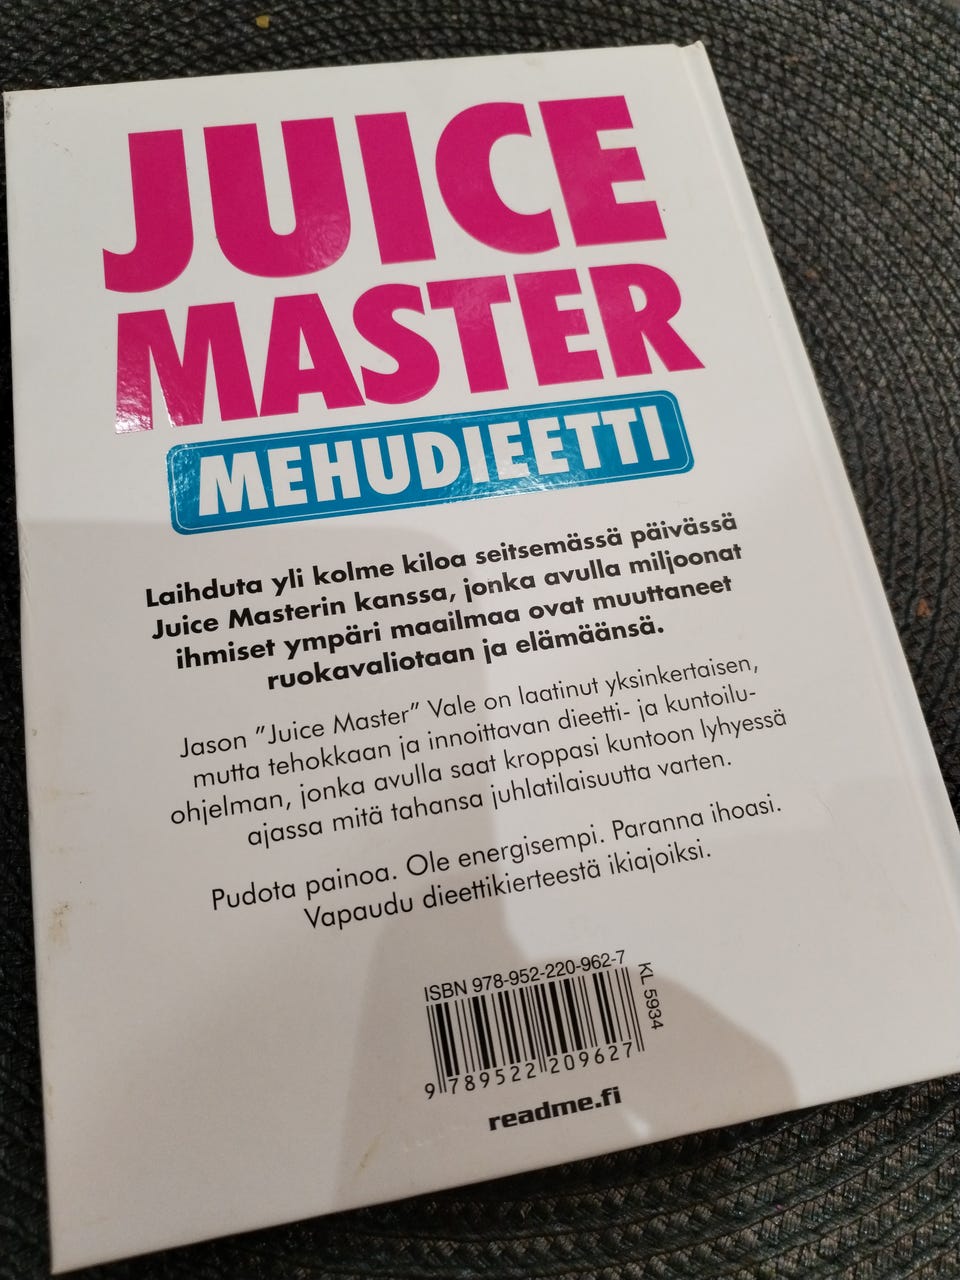 JUICE
MASTER
MEHUDIEETTI
Laihduta yli kolme kiloa seitsemässä päivässä
Juice Masterin kanssa, jonka avulla miljoonat
ihmiset ympäri maailmaa ovat muuttaneet
ruokavaliotaan ja elämäänsä.
Jason ”Juice Master” Vale on laatinut yksinkertaisen,
mutta tehokkaan ja innoittavan dieetti- ja kuntoilu-
ohjelman, jonka avulla saat kroppasi kuntoon lyhyessä
ajassa mitä tahansa juhlatilaisuutta varten.
Pudota painoa. Ole energisempi. Paranna ihoasi.
Vapaudu dieettikierteestä ikiajoiksi.
ISBN 978-952-220-962-7
KL 5934
9 789522 209627
readme.fi